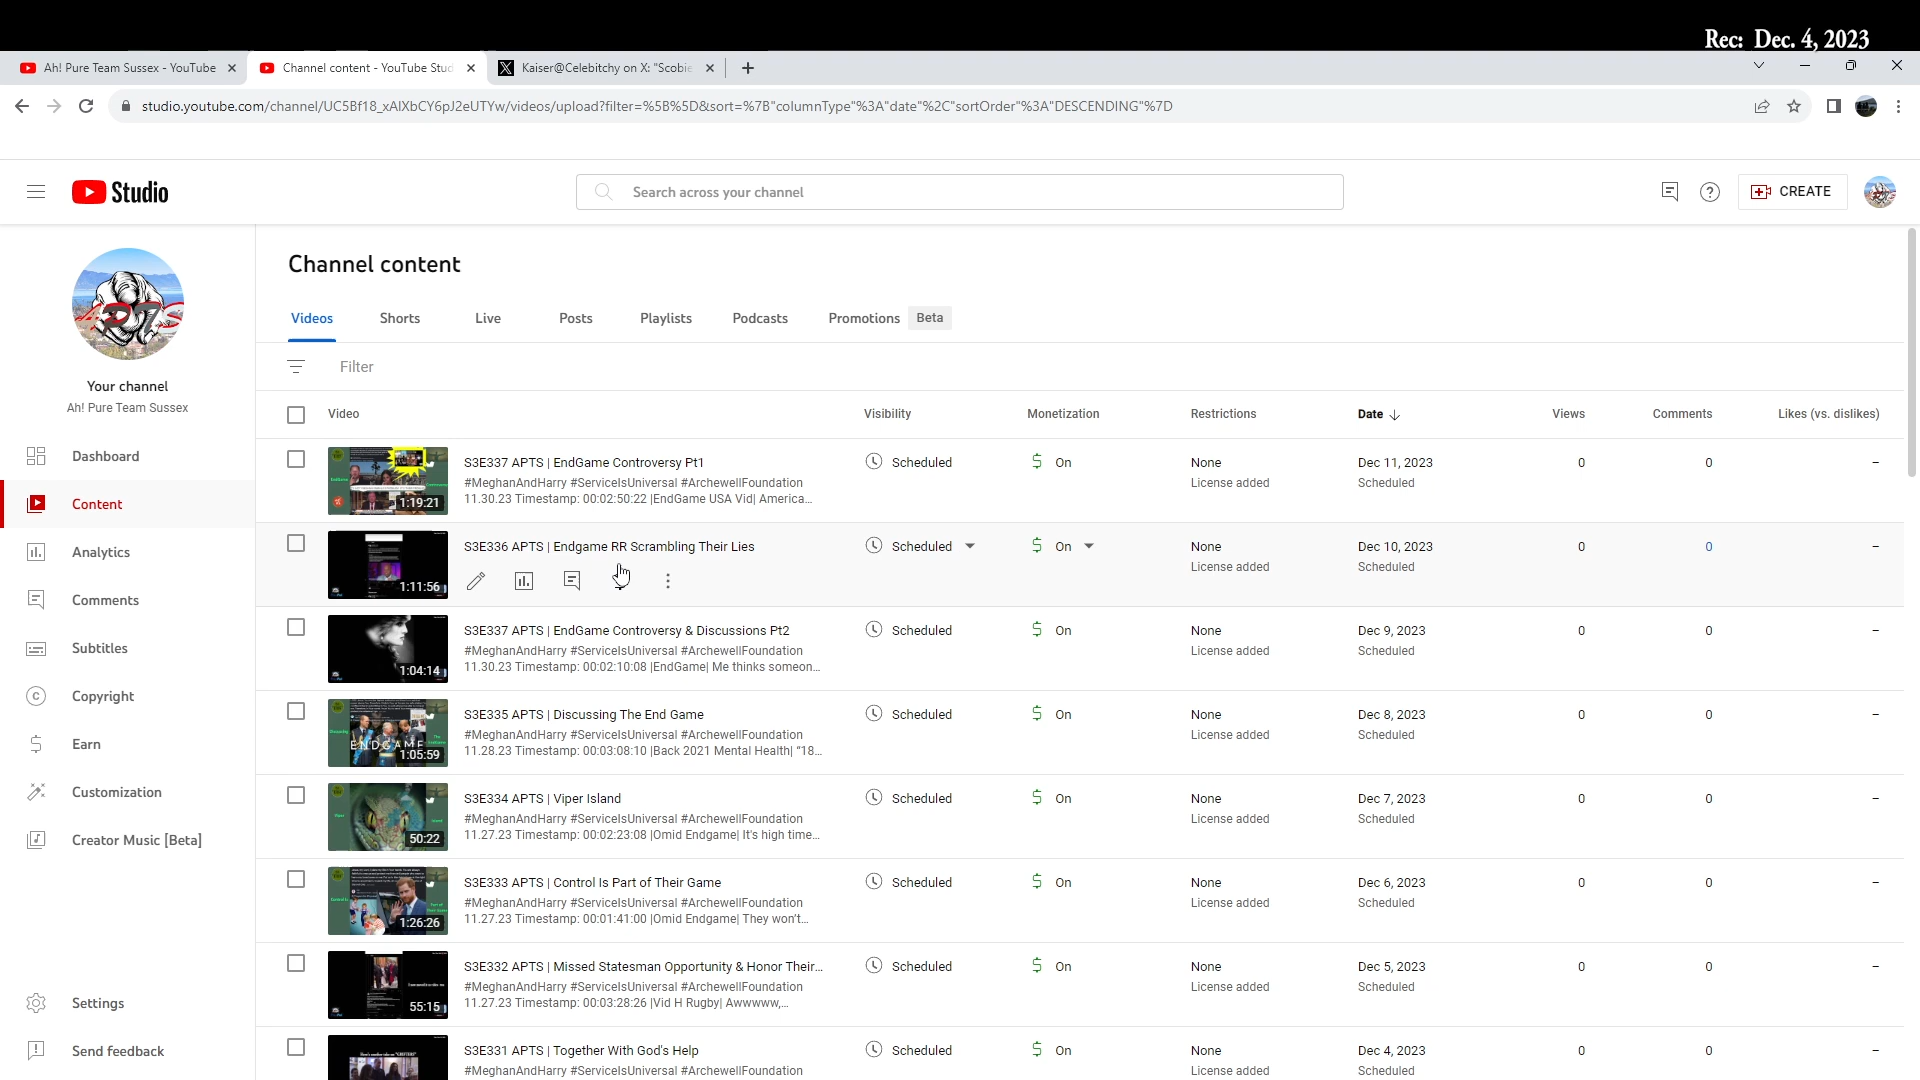 Rec: Dec. 4, 2023
Ah! Pure Team Sussex - YouTube
Channel content - YouTube Stud
Kaiser@Celebitchy on X: "Scobie
studio.youtube.com/channel/UC5Bf18_xAIXbCY6pJ2eUTYw/videos/upload?filter=%5B%5D&sort=%7B"columnType"%3A"date"%2C"sortOrder"%3A"DESCENDING"%7D
Studio
Search across your channel
CREATE
Your channel
Ah! Pure Team Sussex
Dashboard
Content
Analytics
Comments
Subtitles
Copyright
Earn
Customization
Creator Music [Beta]
Settings
Send feedback
Channel content
Videos Shorts Live Posts Playlists Podcasts Promotions Beta
Filter
Video Visibility Monetization Restrictions Date Views Comments Likes (vs. dislikes)
1:19:21
S3E337 APTS | EndGame Controversy Pt1
#MeghanAndHarry #ServiceIsUniversal #ArchewellFoundation
11.30.23 Timestamp: 00:02:50:22 |EndGame USA Vid| America...
Scheduled On None Dec 11, 2023 0 0 –
License added Scheduled
1:11:56
S3E336 APTS | Endgame RR Scrambling Their Lies
Scheduled On None Dec 10, 2023 0 0 –
License added Scheduled
1:04:14
S3E337 APTS | EndGame Controversy & Discussions Pt2
#MeghanAndHarry #ServiceIsUniversal #ArchewellFoundation
11.30.23 Timestamp: 00:02:10:08 |EndGame| Me thinks someon...
Scheduled On None Dec 9, 2023 0 0 –
License added Scheduled
ENDGAME
1:05:59
S3E335 APTS | Discussing The End Game
#MeghanAndHarry #ServiceIsUniversal #ArchewellFoundation
11.28.23 Timestamp: 00:03:08:10 |Back 2021 Mental Health| "18...
Scheduled On None Dec 8, 2023 0 0 –
License added Scheduled
50:22
S3E334 APTS | Viper Island
#MeghanAndHarry #ServiceIsUniversal #ArchewellFoundation
11.27.23 Timestamp: 00:02:23:08 |Omid Endgame| It's high time...
Scheduled On None Dec 7, 2023 0 0 –
License added Scheduled
1:26:26
S3E333 APTS | Control Is Part of Their Game
#MeghanAndHarry #ServiceIsUniversal #ArchewellFoundation
11.27.23 Timestamp: 00:01:41:00 |Omid Endgame| They won't...
Scheduled On None Dec 6, 2023 0 0 –
License added Scheduled
55:15
S3E332 APTS | Missed Statesman Opportunity & Honor Their...
#MeghanAndHarry #ServiceIsUniversal #ArchewellFoundation
11.27.23 Timestamp: 00:03:28:26 |Vid H Rugby| Awwwww,...
Scheduled On None Dec 5, 2023 0 0 –
License added Scheduled
S3E331 APTS | Together With God's Help
#MeghanAndHarry #ServiceIsUniversal #ArchewellFoundation
Scheduled On None Dec 4, 2023 0 0 –
License added Scheduled